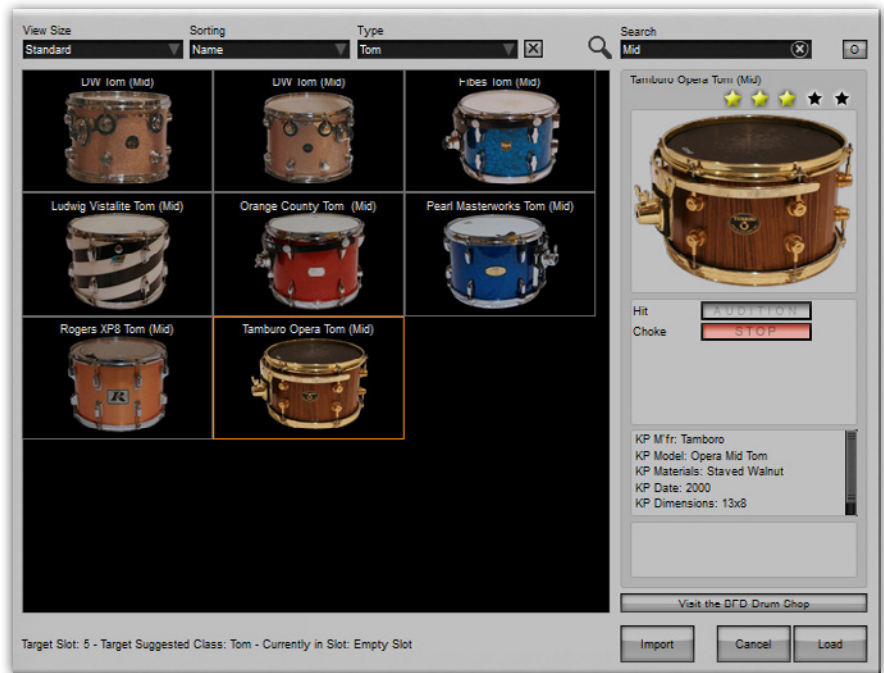 View Size
Sorting
Type
Search
Standard
Name
Tom
Mid
O
DW Tom (Mid)
DW Tom (Mid)
Fibes Tom (Mid)
Ludwig Vistalite Tom (Mid)
Orange County Tom (Mid)
Pearl Masterworks Tom (Mid)
Rogers XP8 Tom (Mid)
R
Tamburo Opera Tom (Mid)
Tamburo Opera Tom (Mid)
TAMBURO
Hit
AUDITION
Choke
STOP
KP M'fr: Tamboro
KP Model: Opera Mid Tom
KP Materials: Staved Walnut
KP Date: 2000
KP Dimensions: 13x8
Visit the BFD Drum Shop
Target Slot: 5 - Target Suggested Class: Tom - Currently in Slot: Empty Slot
Import
Cancel
Load